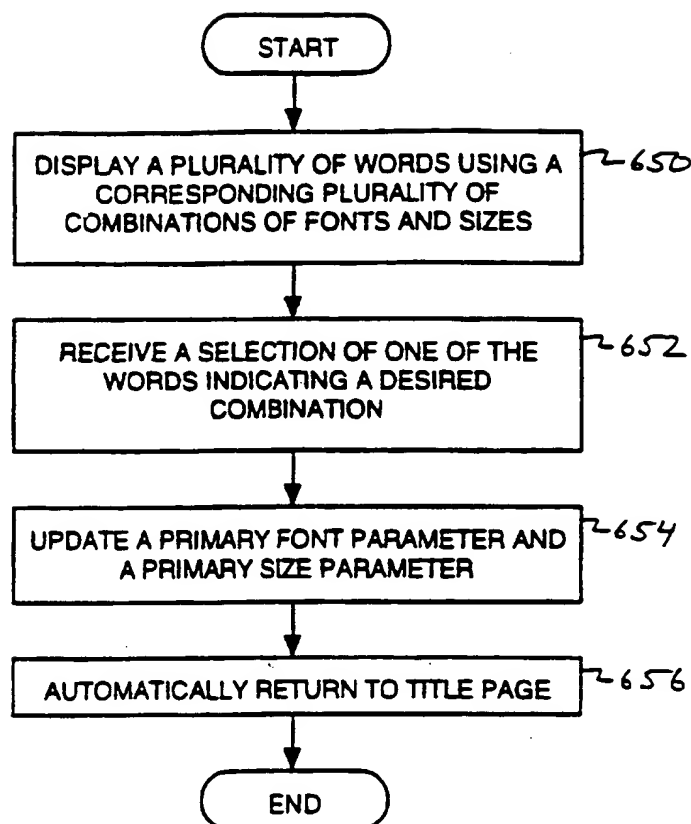 START
DISPLAY A PLURALITY OF WORDS USING A
CORRESPONDING PLURALITY OF
COMBINATIONS OF FONTS AND SIZES
650
RECEIVE A SELECTION OF ONE OF THE
WORDS INDICATING A DESIRED
COMBINATION
652
UPDATE A PRIMARY FONT PARAMETER AND
A PRIMARY SIZE PARAMETER
654
AUTOMATICALLY RETURN TO TITLE PAGE
656
END